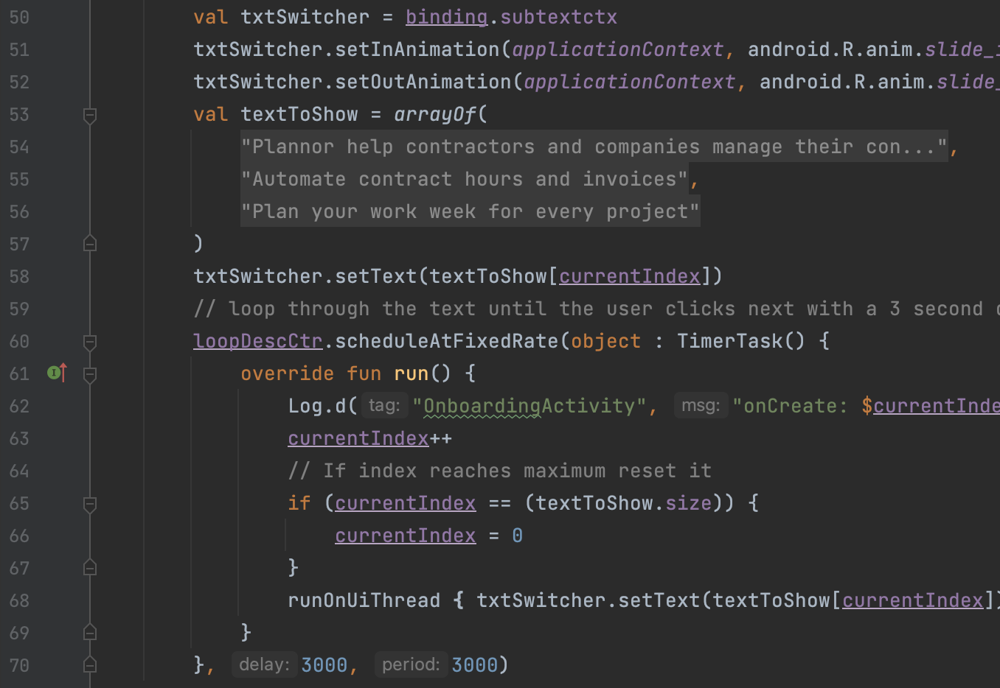 50 val txtSwitcher = binding.subtextctx
51 txtSwitcher.setInAnimation(applicationContext, android.R.anim.slide_
52 txtSwitcher.setOutAnimation(applicationContext, android.R.anim.slide_
53 val textToShow = arrayOf(
54 "Plannor help contractors and companies manage their con...",
55 "Automate contract hours and invoices",
56 "Plan your work week for every project"
57 )
58 txtSwitcher.setText(textToShow[currentIndex])
59 // loop through the text until the user clicks next with a 3 second
60 loopDescCtr.scheduleAtFixedRate(object : TimerTask() {
61 override fun run() {
62 Log.d( tag: "OnboardingActivity", msg: "onCreate: $currentInde
63 currentIndex++
64 // If index reaches maximum reset it
65 if (currentIndex == (textToShow.size)) {
66 currentIndex = 0
67 }
68 runOnUiThread { txtSwitcher.setText(textToShow[currentIndex])
69 }
70 }, delay: 3000, period: 3000)